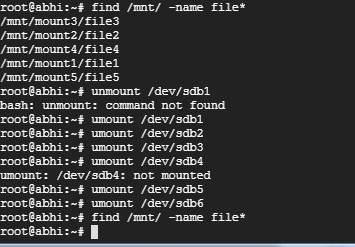 root@abhi:~# find /mnt/ -name file*
/mnt/mount3/file3
/mnt/mount2/file2
/mnt/mount4/file4
/mnt/mount1/file1
/mnt/mount5/file5
root@abhi:~# unmount /dev/sdb1
bash: unmount: command not found
root@abhi:~# umount /dev/sdb1
root@abhi:~# umount /dev/sdb2
root@abhi:~# umount /dev/sdb3
root@abhi:~# umount /dev/sdb4
umount: /dev/sdb4: not mounted
root@abhi:~# umount /dev/sdb5
root@abhi:~# umount /dev/sdb6
root@abhi:~# find /mnt/ -name file*
root@abhi:~#